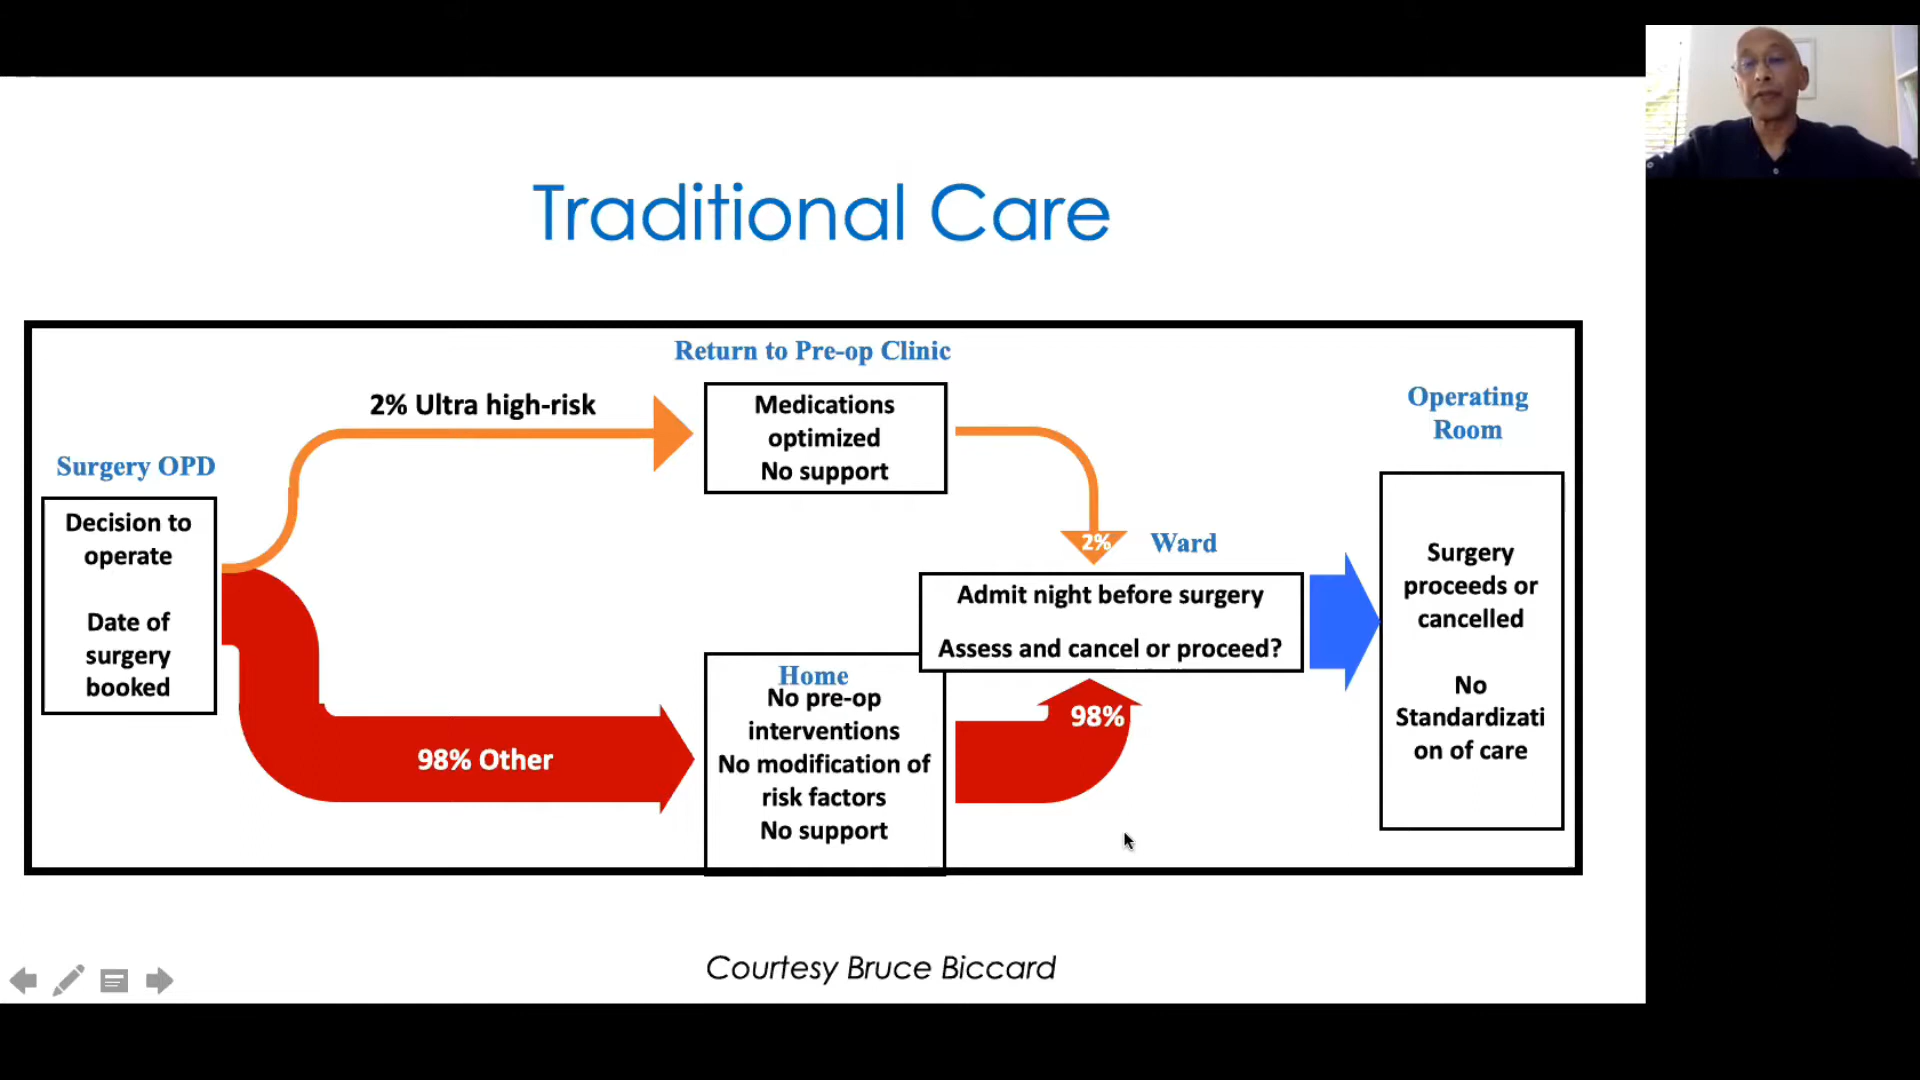 Traditional Care
Return to Pre-op Clinic
2% Ultra high-risk
Medications
optimized
No support
Operating
Room
Surgery OPD
Decision to
operate
Date of
surgery
booked
2%
Ward
Admit night before surgery
Assess and cancel or proceed?
Surgery
proceeds or
cancelled
No
Standardizati
on of care
98% Other
Home
No pre-op
interventions
No modification of
risk factors
No support
98%
Courtesy Bruce Biccard